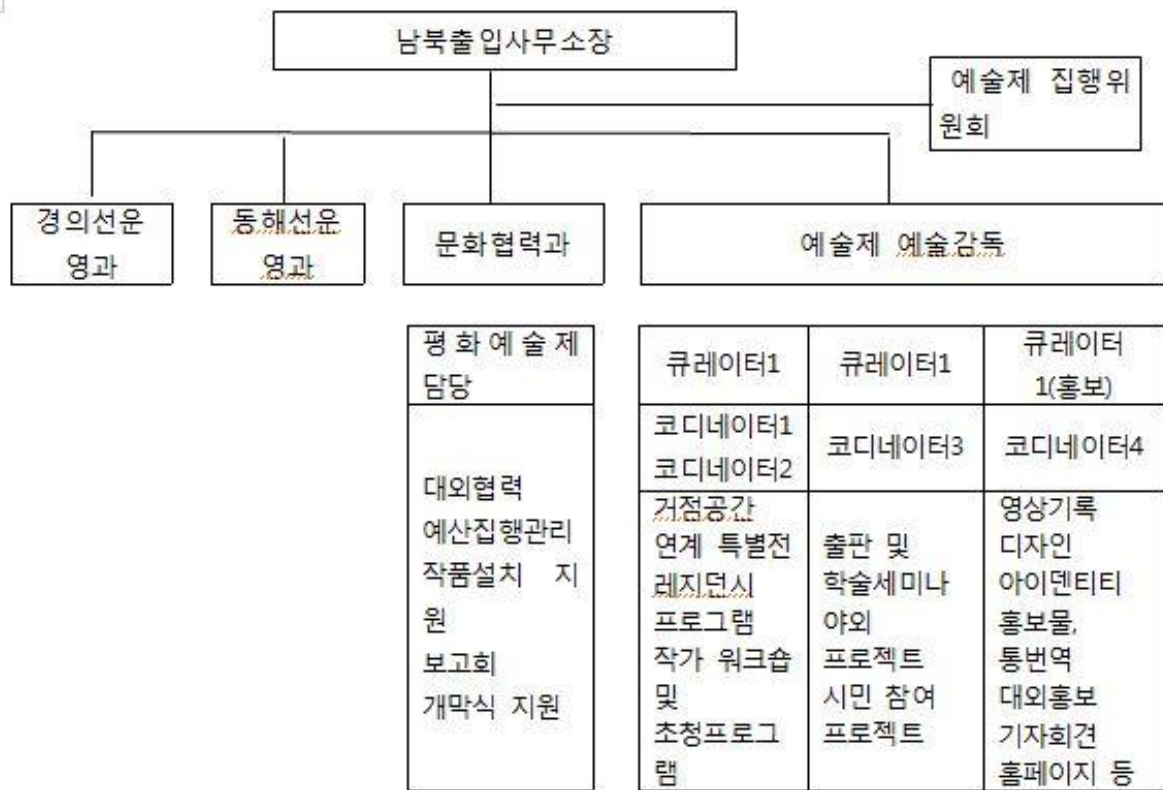 남북출입사무소장
예술제 집행위
원회
경의선운
영과
동해선운
영과
문화협력과
예술제 예술감독
평화예술제
담당
대외협력
예산집행관리
작품설치 지
원
보고회
개막식 지원
큐레이터1
큐레이터1
큐레이터
1(홍보)
코디네이터1
코디네이터2
코디네이터3
코디네이터4
거점공간
연계 특별전
레지던시
프로그램
작가 워크숍
및
초청프로그
램
출판 및
학술세미나
야외
프로젝트
시민 참여
프로젝트
영상기록
디자인
아이덴티티
홍보물,
통번역
대외홍보
기자회견
홈페이지 등